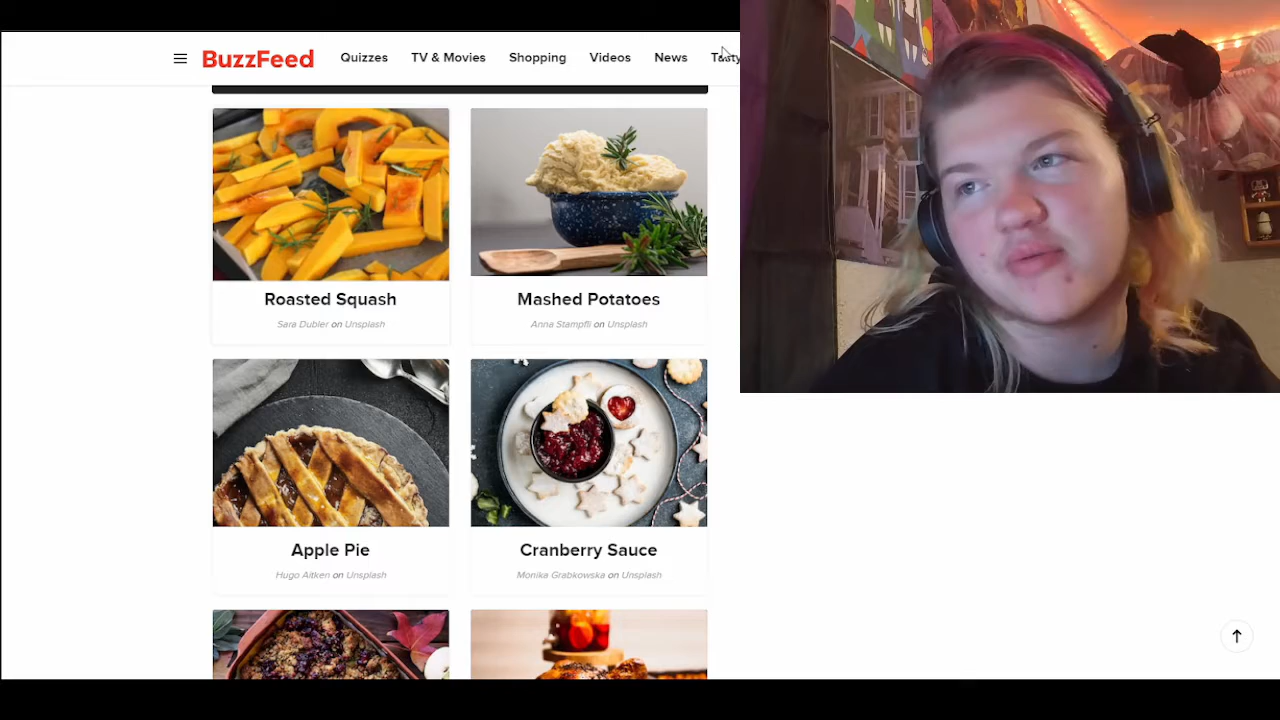 BuzzFeed Quizzes TV & Movies Shopping Videos News Tasty
Roasted Squash
Sara Dubler on Unsplash
Mashed Potatoes
Anna Stampfli on Unsplash
Apple Pie
Hugo Aitken on Unsplash
Cranberry Sauce
Monika Grabkowska on Unsplash